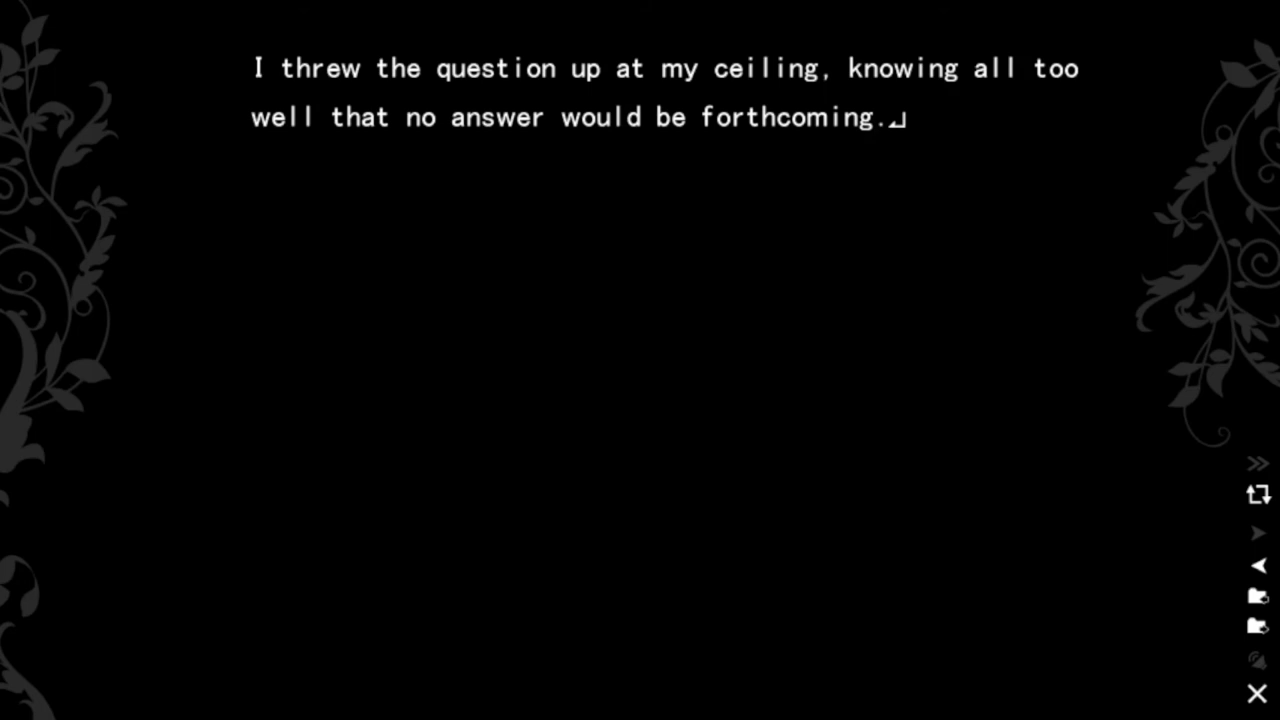 I threw the question up at my ceiling, knowing all too
well that no answer would be forthcoming.